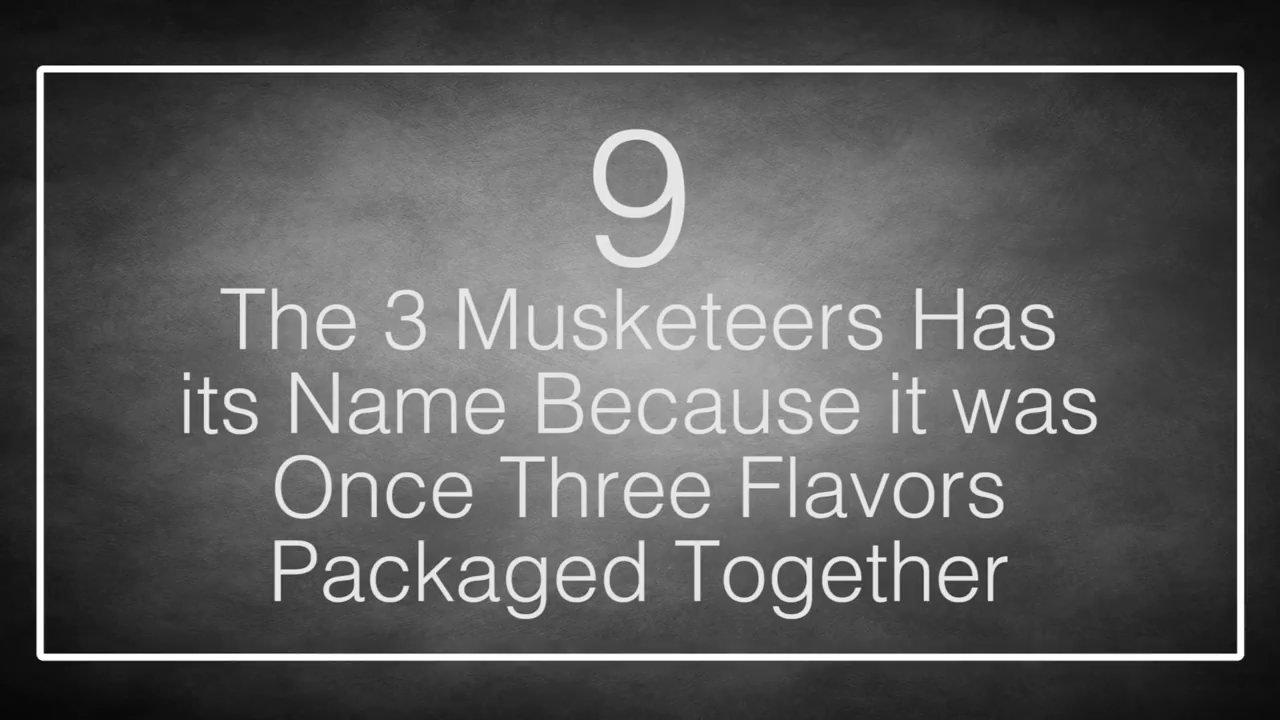 9
The 3 Musketeers Has
its Name Because it was
Once Three Flavors
Packaged Together